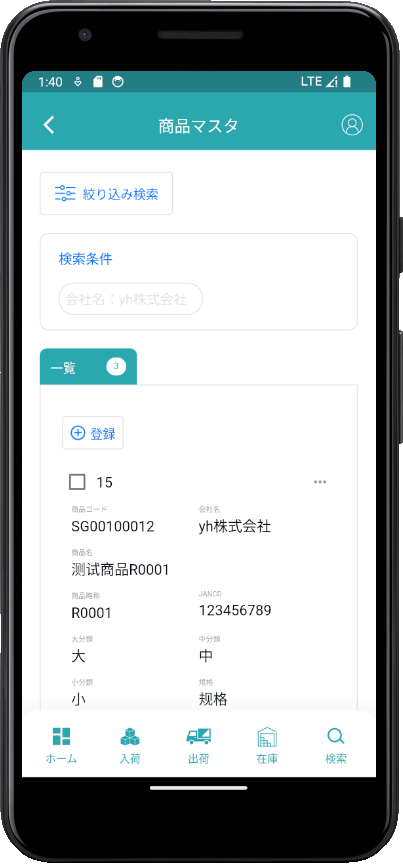 1:40 LTE
商品マスタ
絞り込み検索
検索条件
会社名：yh株式会社
一覧 3
登録
15
商品コード 会社名
SG00100012 yh株式会社
商品名
测试商品R0001
商品略称 JANCD
R0001 123456789
大分類 中分類
大 中
小分類 規格
小 规格
ホーム 入荷 出荷 在庫 検索